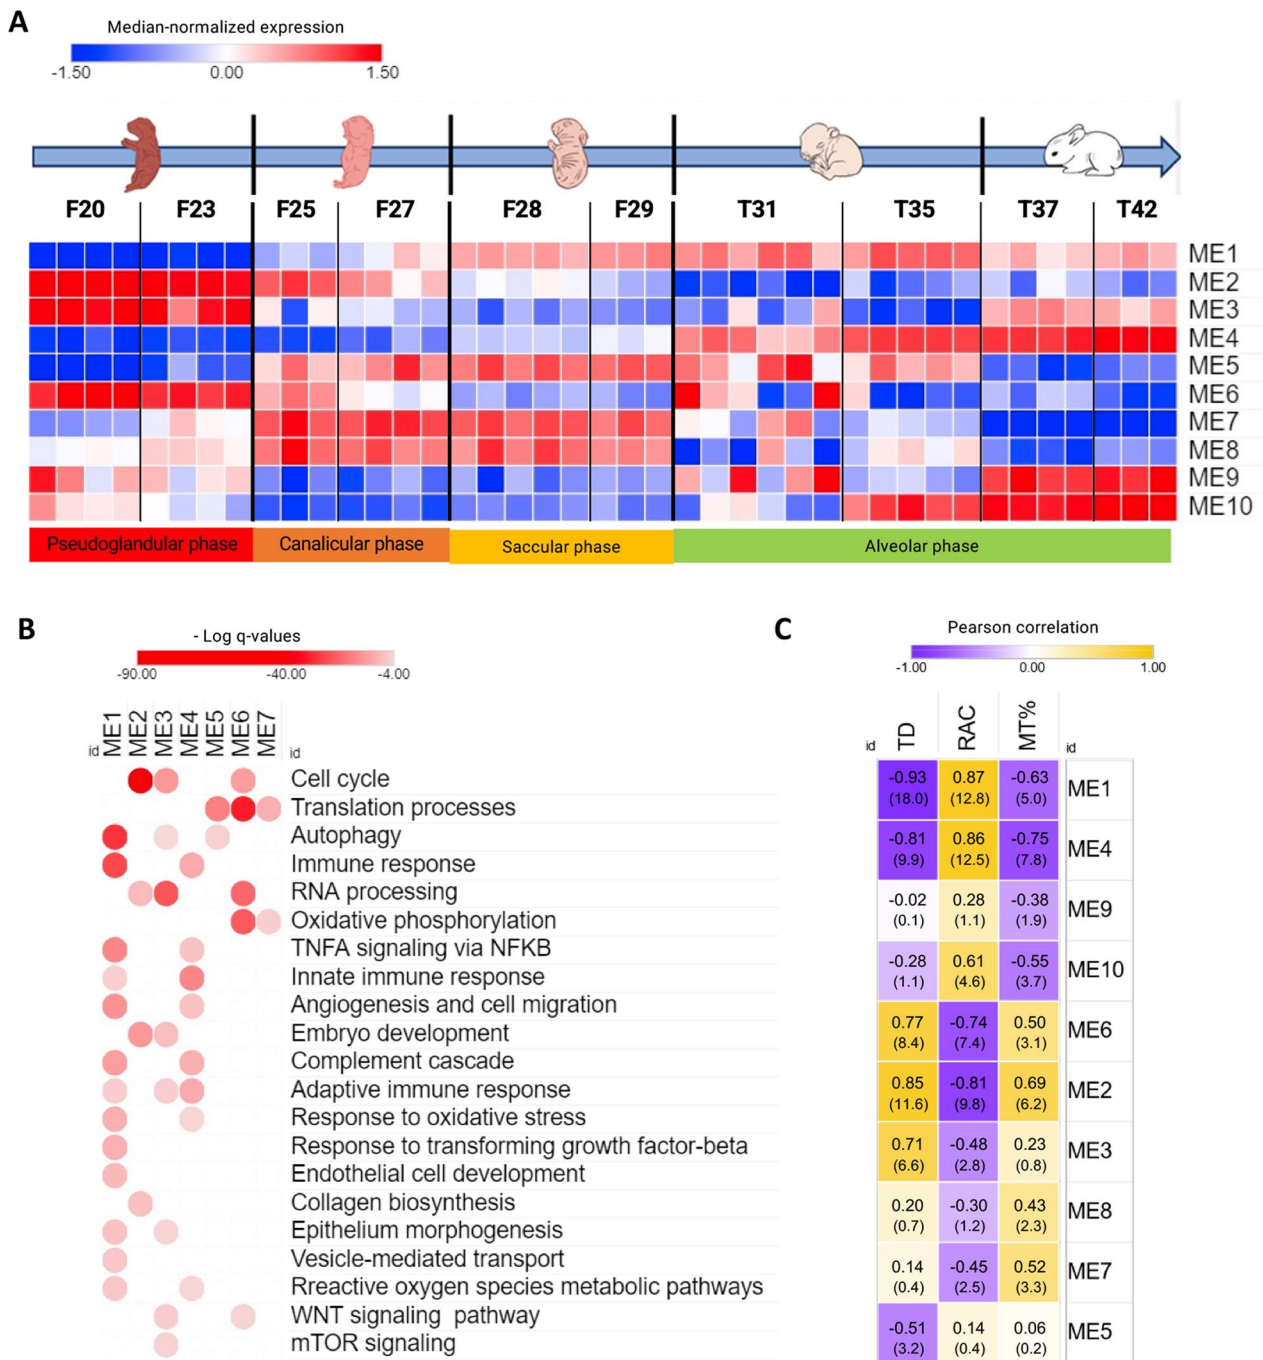 A
Median-normalized expression
-1.50 0.00 1.50
F20 F23 F25 F27 F28 F29 T31 T35 T37 T42
ME1
ME2
ME3
ME4
ME5
ME6
ME7
ME8
ME9
ME10
Pseudoglandular phase Canalicular phase Saccular phase Alveolar phase
B
- Log q-values
-90.00 -40.00 -4.00
id ME1 ME2 ME3 ME4 ME5 ME6 ME7 id
Cell cycle
Translation processes
Autophagy
Immune response
RNA processing
Oxidative phosphorylation
TNFA signaling via NFKB
Innate immune response
Angiogenesis and cell migration
Embryo development
Complement cascade
Adaptive immune response
Response to oxidative stress
Response to transforming growth factor-beta
Endothelial cell development
Collagen biosynthesis
Epithelium morphogenesis
Vesicle-mediated transport
Rreactive oxygen species metabolic pathways
WNT signaling pathway
mTOR signaling
C
Pearson correlation
-1.00 0.00 1.00
id TD RAC MT% id
-0.93 0.87 -0.63 ME1
(18.0) (12.8) (5.0)
-0.81 0.86 -0.75 ME4
(9.9) (12.5) (7.8)
-0.02 0.28 -0.38 ME9
(0.1) (1.1) (1.9)
-0.28 0.61 -0.55 ME10
(1.1) (4.6) (3.7)
0.77 -0.74 0.50 ME6
(8.4) (7.4) (3.1)
0.85 -0.81 0.69 ME2
(11.6) (9.8) (6.2)
0.71 -0.48 0.23 ME3
(6.6) (2.8) (0.8)
0.20 -0.30 0.43 ME8
(0.7) (1.2) (2.3)
0.14 -0.45 0.52 ME7
(0.4) (2.5) (3.3)
-0.51 0.14 0.06 ME5
(3.2) (0.4) (0.2)